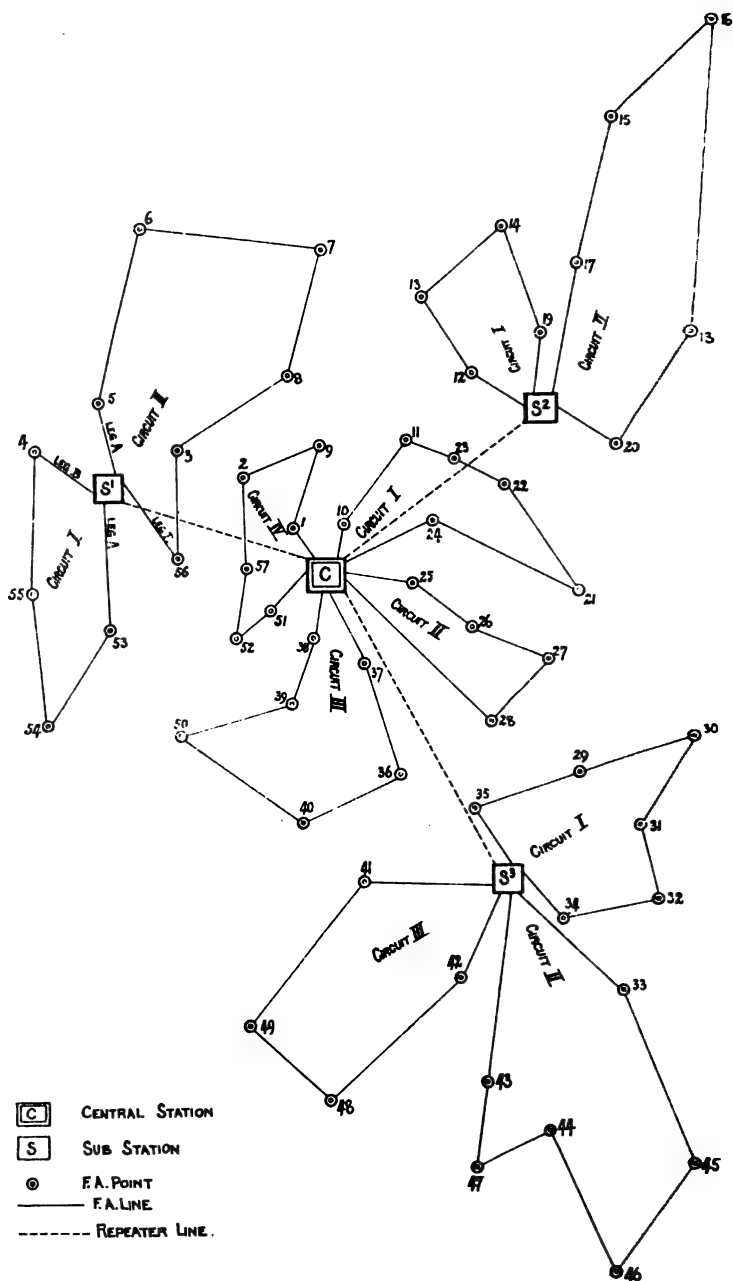 16
15
6
14
7
17
13
19
CIRCUIT I
CIRCUIT II
13
12
8
S²
5
LEG A
CIRCUIT II
20
4
LEG B
3
11
23
9
2
22
S¹
LEG A
CIRCUIT IV
10
CIRCUIT I
1
24
CIRCUIT I
56
57
C
25
21
55
CIRCUIT II
51
26
53
52
38
27
37
CIRCUIT III
39
28
54
50
30
36
29
35
40
31
CIRCUIT I
41
S³
32
34
CIRCUIT III
CIRCUIT II
42
33
49
43
48
44
47
45
46
C CENTRAL STATION
S SUB STATION
F.A. POINT
F.A. LINE
REPEATER LINE.